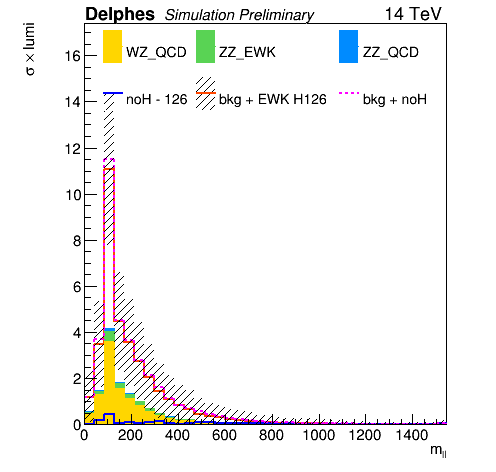 Delphes Simulation Preliminary 14 TeV
σ × lumi
WZ_QCD ZZ_EWK ZZ_QCD
noH - 126 bkg + EWK H126 bkg + noH
16
14
12
10
8
6
4
2
0
0 200 400 600 800 1000 1200 1400
m_ll